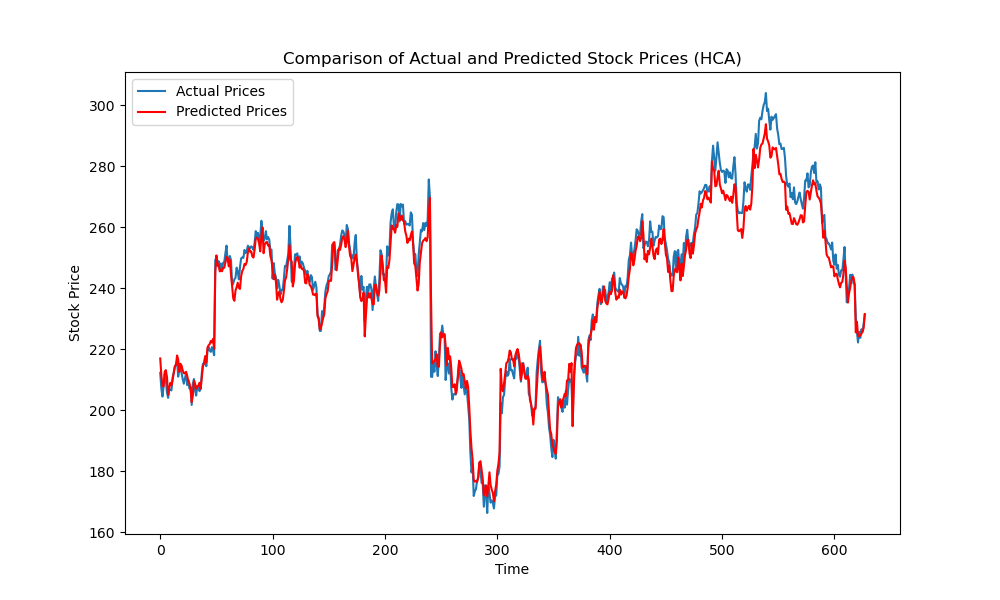 Comparison of Actual and Predicted Stock Prices (HCA)
Actual Prices
Predicted Prices
300
280
260
240
220
200
180
160
Stock Price
0 100 200 300 400 500 600
Time